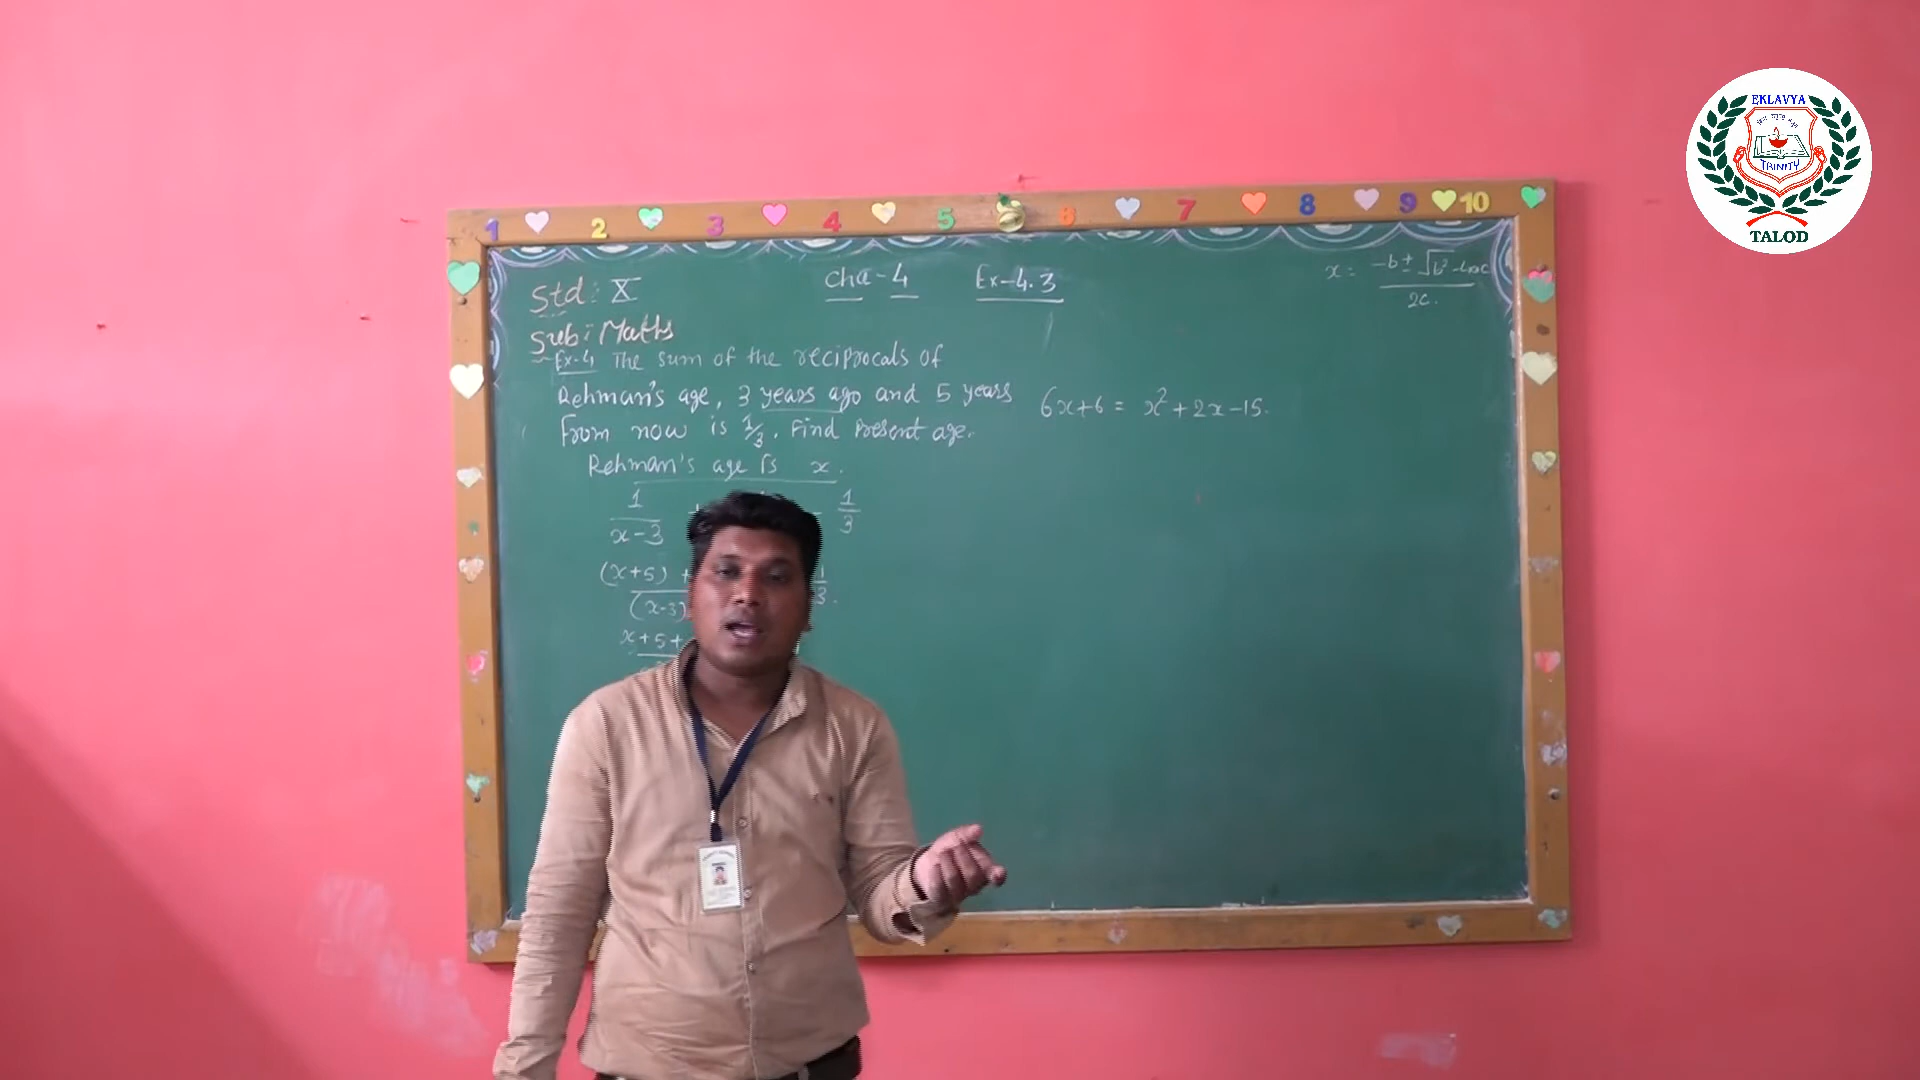 EKLAVYA
TRINITY
TALOD
1 2 3 4 5 6 7 8 9 10
Std: X
Cha-4 Ex-4.3
Sub: Maths
Ex-4 The sum of the reciprocals of
Rehman's age, 3 years ago and 5 years
From now is 1/3. Find Present age.
Rehman's age is x.
1/(x-3) 1/3
(x+5) +
(x-3) 3.
x+5+
6x+6 = x²+2x-15.
x = (-b ± √b²-4ac)/2c.